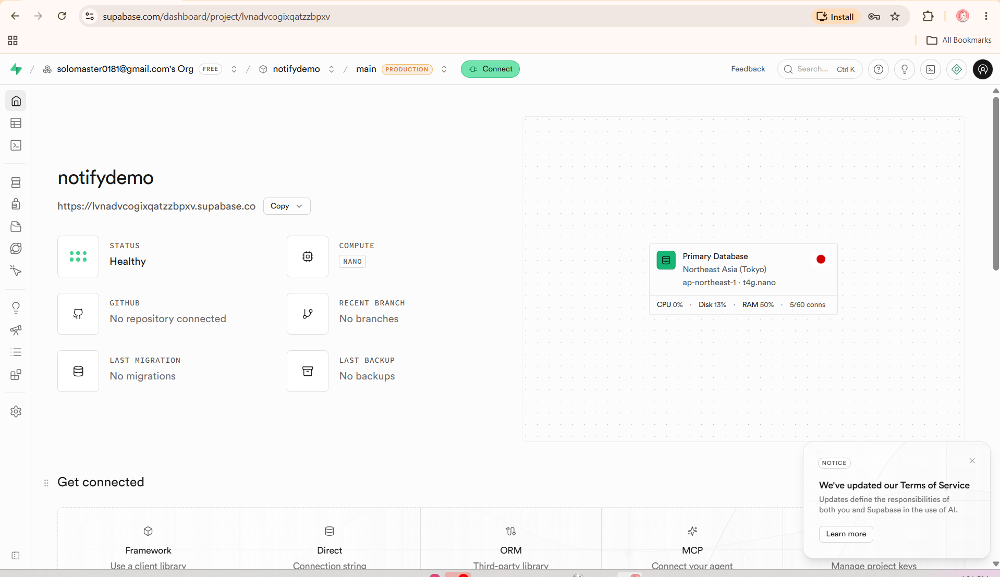 supabase.com/dashboard/project/lvnadvcogixqatzzbpxv
Install
All Bookmarks
/ solomaster0181@gmail.com's Org FREE / notifydemo / main PRODUCTION Connect
Feedback
Search... Ctrl K
notifydemo
https://lvnadvcogixqatzzbpxv.supabase.co Copy
STATUS
Healthy
COMPUTE
NANO
GITHUB
No repository connected
RECENT BRANCH
No branches
LAST MIGRATION
No migrations
LAST BACKUP
No backups
Primary Database
Northeast Asia (Tokyo)
ap-northeast-1 · t4g.nano
CPU 0% · Disk 13% · RAM 50% · 5/60 conns
Get connected
Framework
Use a client library
Direct
Connection string
ORM
Third-party library
MCP
Connect your agent
Manage project keys
NOTICE
We've updated our Terms of Service
Updates define the responsibilities of
both you and Supabase in the use of AI.
Learn more